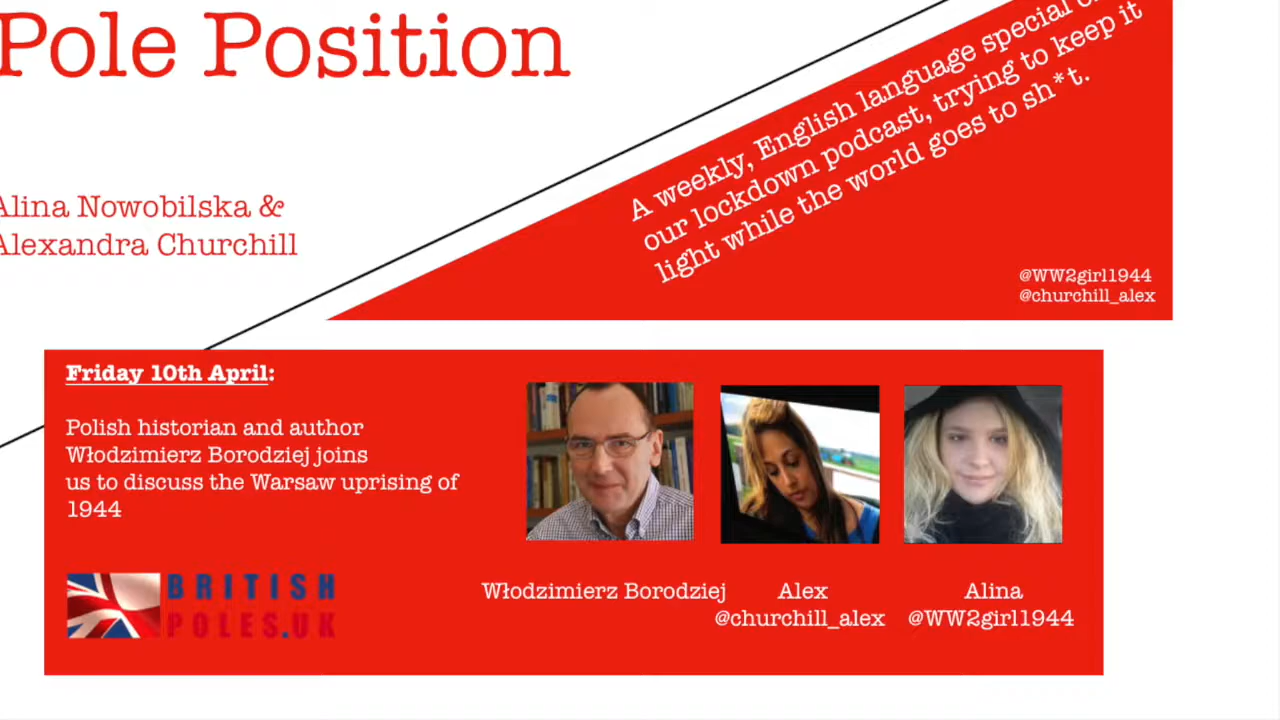 Pole Position
Alina Nowobilska &
Alexandra Churchill
A weekly, English language special
our lockdown podcast, trying to keep it
light while the world goes to sh*t.
@WW2girl1944
@churchill_alex
Friday 10th April:
Polish historian and author
Włodzimierz Borodziej joins
us to discuss the Warsaw uprising of
1944
BRITISH
POLES.UK
Włodzimierz Borodziej
Alex
@churchill_alex
Alina
@WW2girl1944